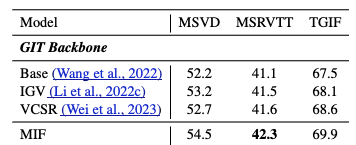 Model MSVD MSRVTT TGIF
GIT Backbone
Base (Wang et al., 2022) 52.2 41.1 67.5
IGV (Li et al., 2022c) 53.2 41.5 68.1
VCSR (Wei et al., 2023) 52.7 41.6 68.6
MIF 54.5 42.3 69.9